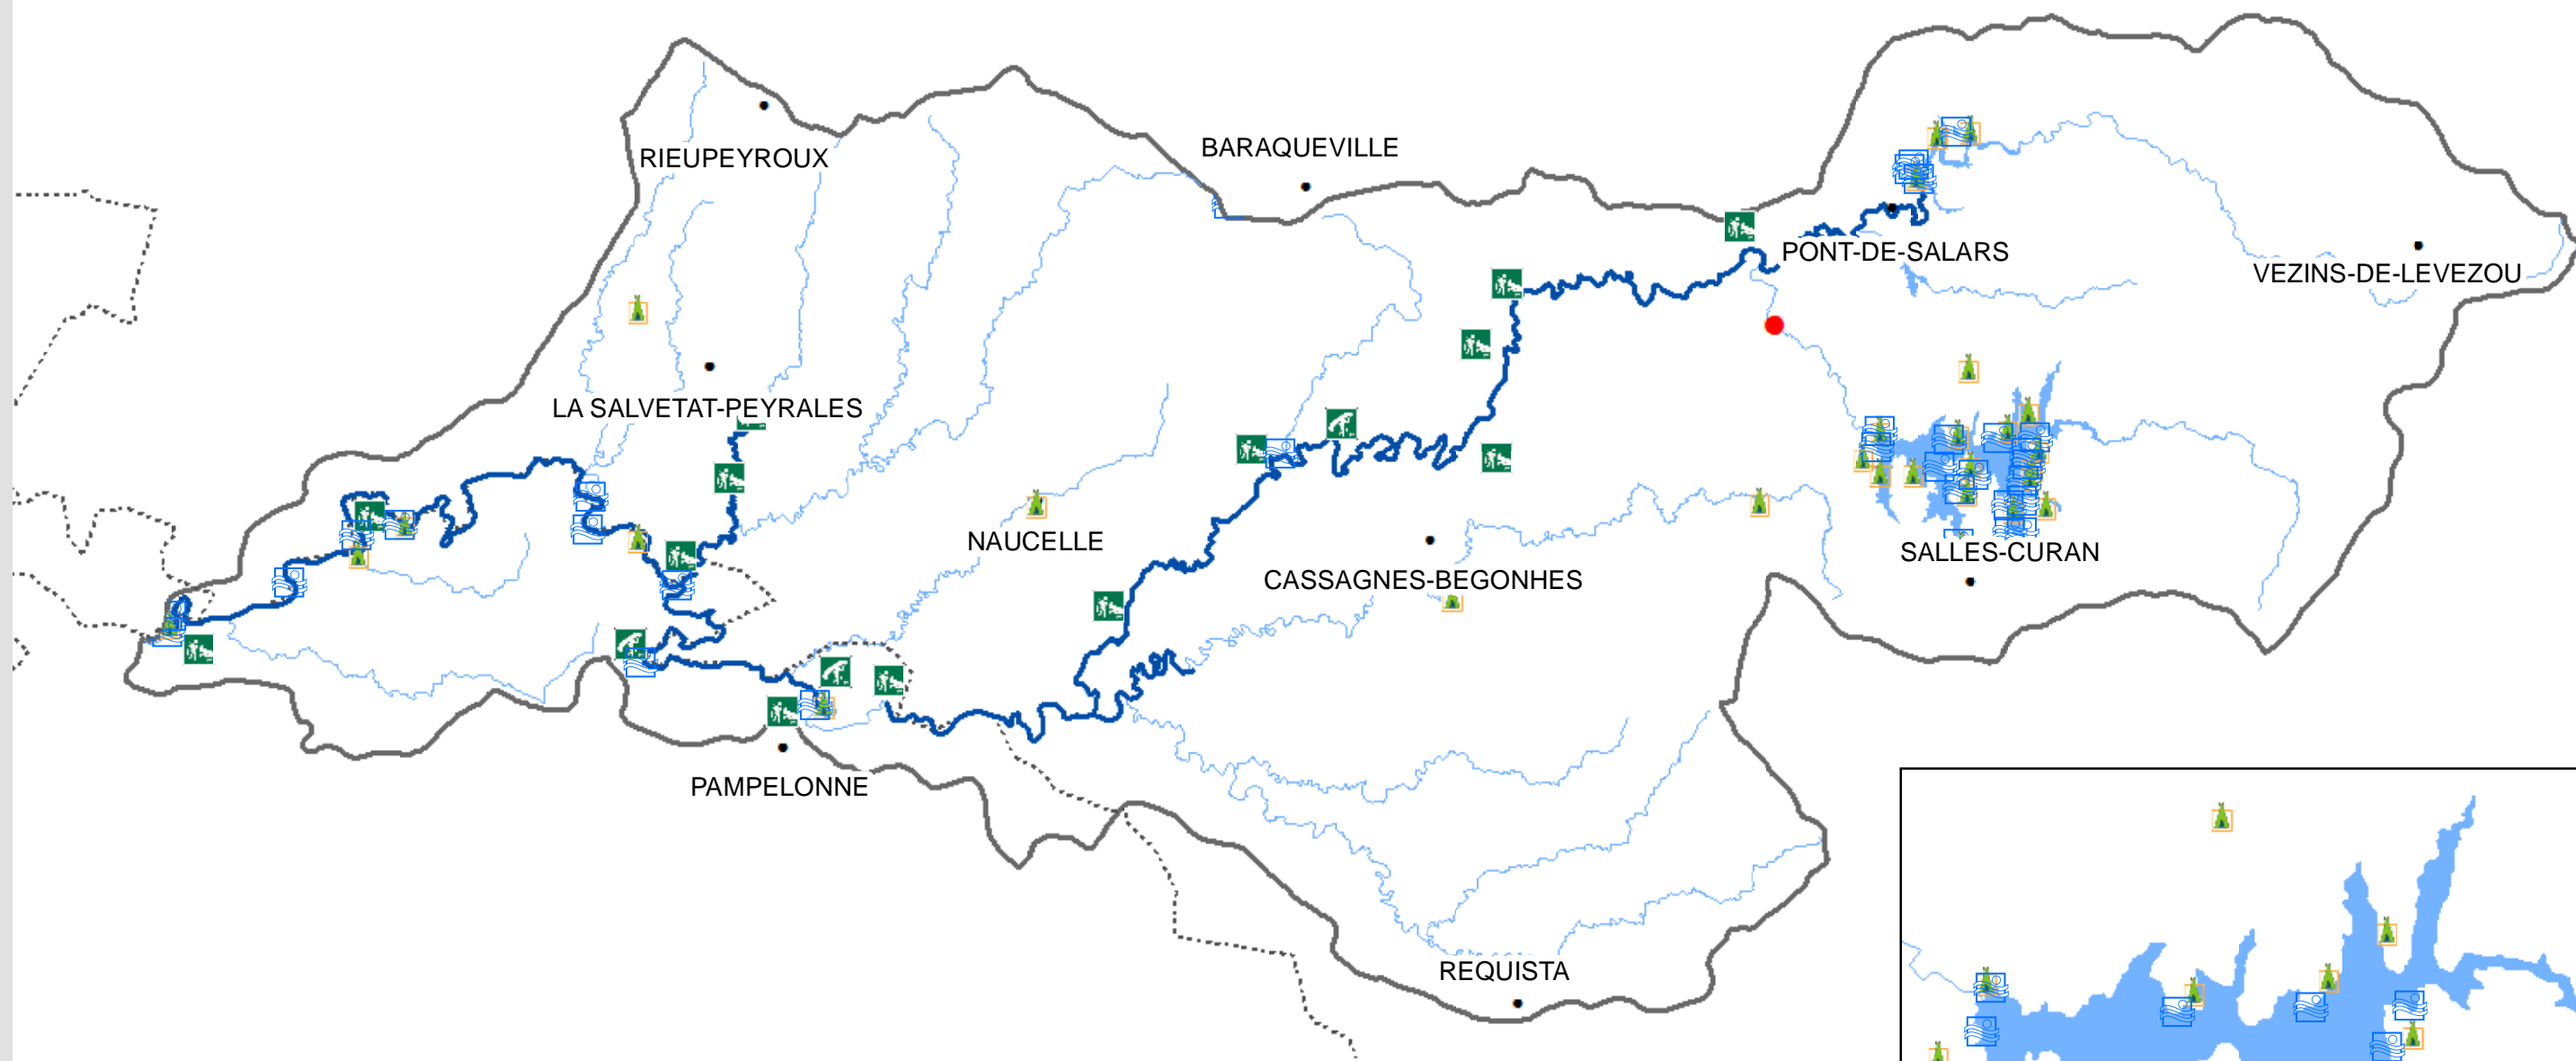 BARAQUEVILLE
RIEUPEYROUX
PONT-DE-SALARS
VEZINS-DE-LEVEZOU
LA SALVETAT-PEYRALES
NAUCELLE
SALLES-CURAN
CASSAGNES-BEGONHES
PAMPELONNE
REQUISTA